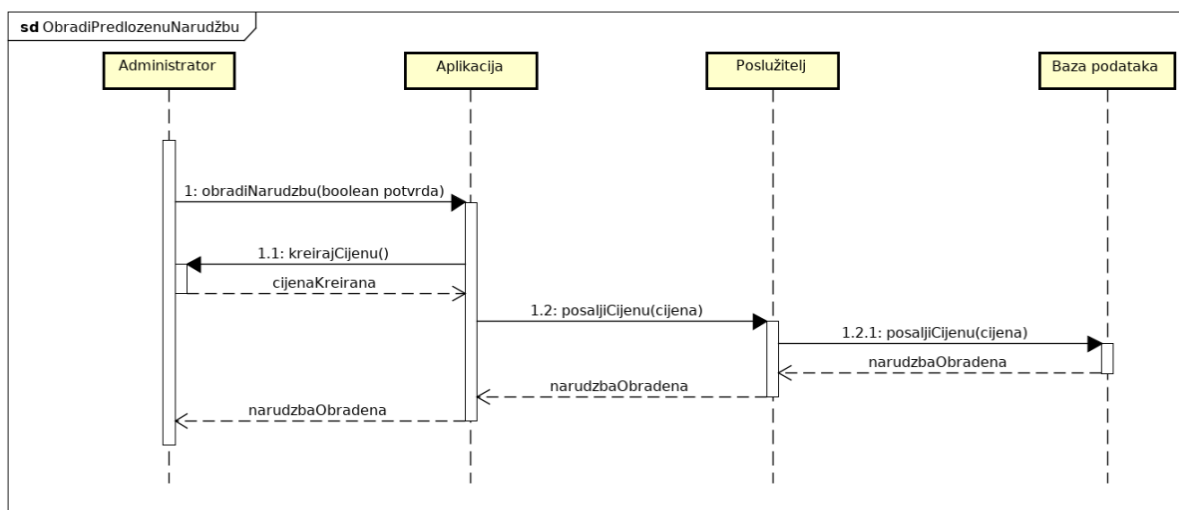 sd ObradiPredlozenuNarudžbu
Administrator
Aplikacija
Poslužitelj
Baza podataka
1: obradiNarudzbu(boolean potvrda)
1.1: kreirajCijenu()
cijenaKreirana
1.2: posaljiCijenu(cijena)
1.2.1: posaljiCijenu(cijena)
narudzbaObradena
narudzbaObradena
narudzbaObradena